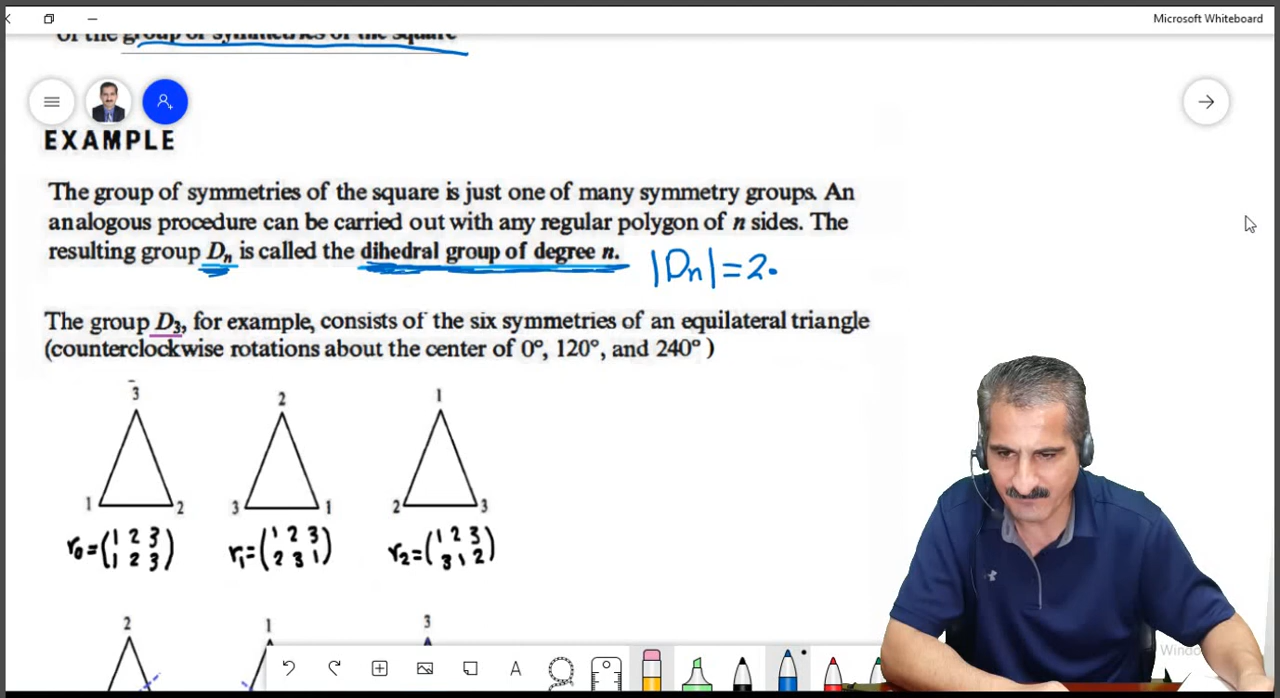 Microsoft Whiteboard
of the group of symmetries of the square
EXAMPLE
The group of symmetries of the square is just one of many symmetry groups. An
analogous procedure can be carried out with any regular polygon of n sides. The
resulting group Dn is called the dihedral group of degree n. |Dn|=2
The group D3, for example, consists of the six symmetries of an equilateral triangle
(counterclockwise rotations about the center of 0°, 120°, and 240° )
3 2 1
1 2 3 1 2 3
r0=(1 2 3 r1=(1 2 3 r2=(1 2 3
1 2 3) 2 3 1) 3 1 2)
2 1 3
A
Windo